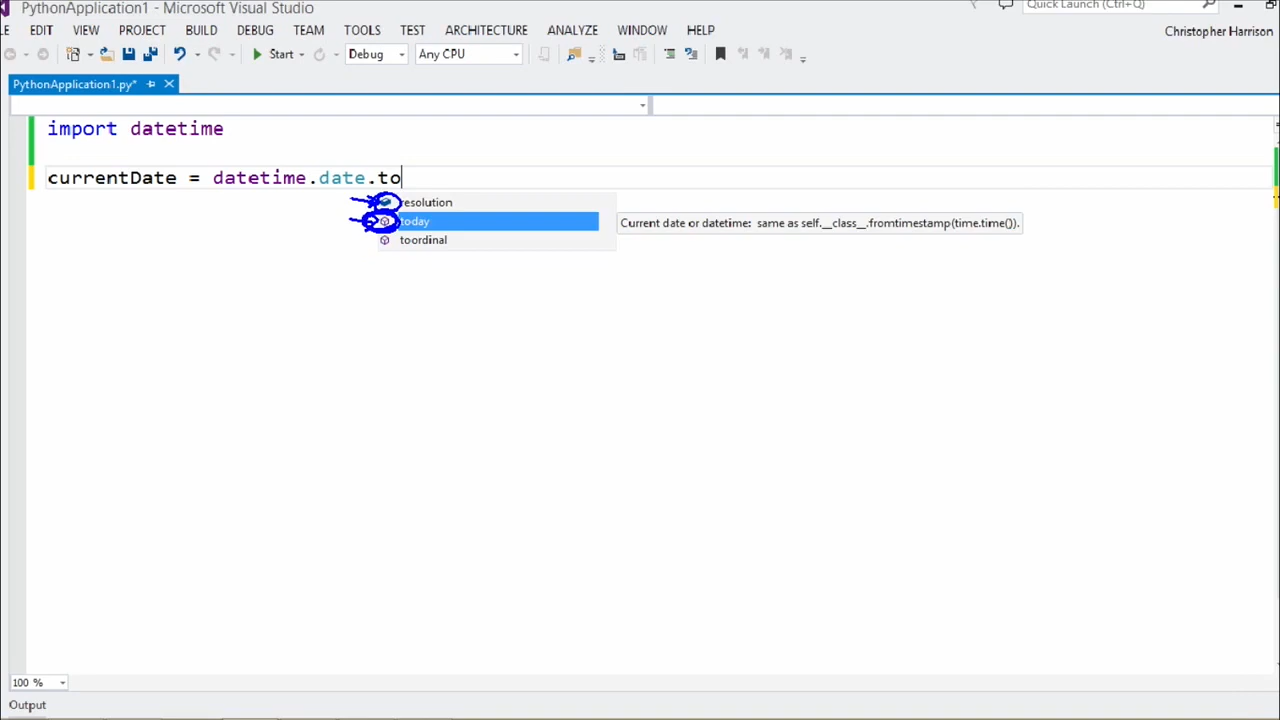 PythonApplication1 - Microsoft Visual Studio
Quick Launch (Ctrl+Q)
LE EDIT VIEW PROJECT BUILD DEBUG TEAM TOOLS TEST ARCHITECTURE ANALYZE WINDOW HELP
Christopher Harrison
Start Debug Any CPU
PythonApplication1.py*
import datetime
currentDate = datetime.date.to
resolution
today
Current date or datetime: same as self.__class__.fromtimestamp(time.time()).
toordinal
100 %
Output